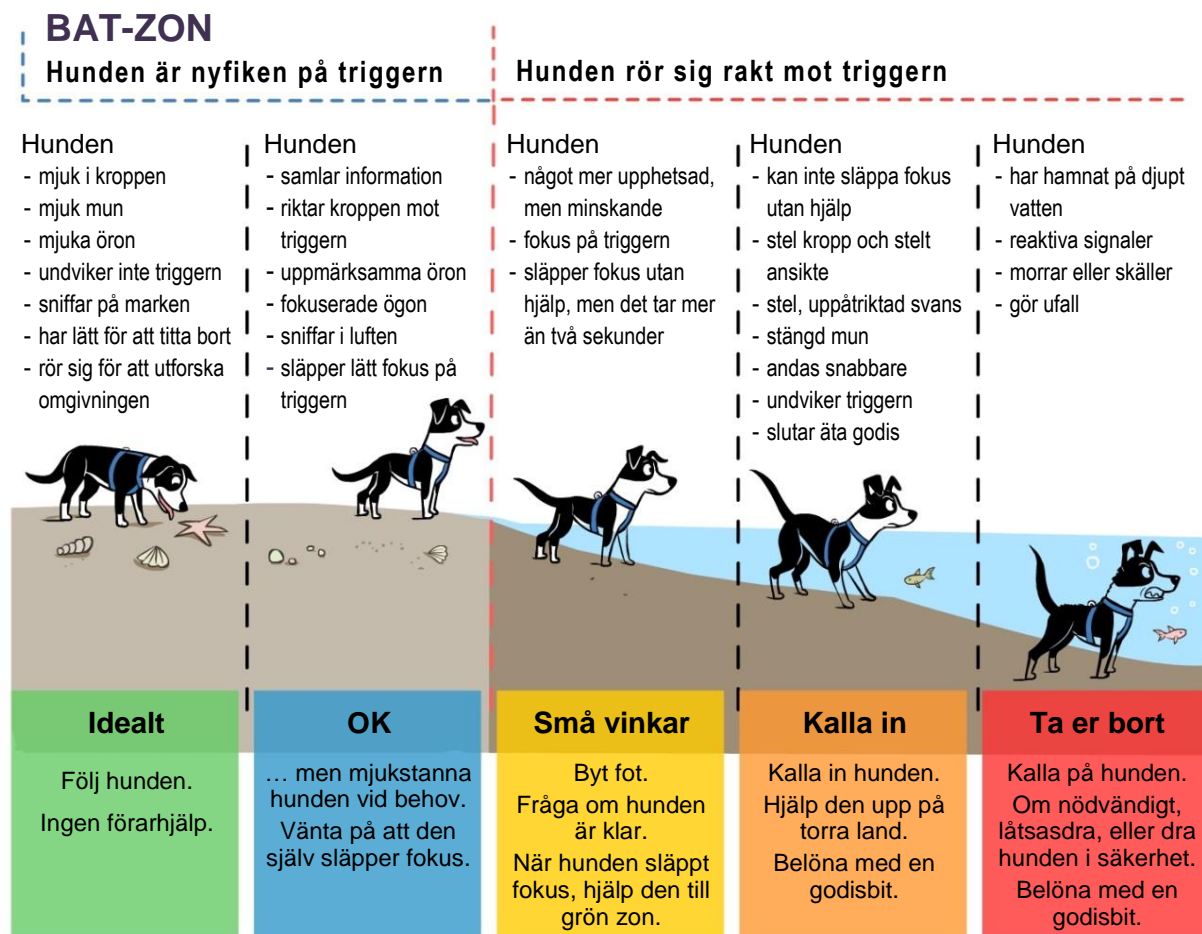 BAT-ZON
Hunden är nyfiken på triggern
Hunden rör sig rakt mot triggern
Hunden
- mjuk i kroppen
- mjuk mun
- mjuka öron
- undviker inte triggern
- sniffar på marken
- har lätt för att titta bort
- rör sig för att utforska
omgivningen
Hunden
- samlar information
- riktar kroppen mot
triggern
- uppmärksamma öron
- fokuserade ögon
- sniffar i luften
- släpper lätt fokus på
triggern
Hunden
- något mer upphetsad,
men minskande
- fokus på triggern
- släpper fokus utan
hjälp, men det tar mer
än två sekunder
Hunden
- kan inte släppa fokus
utan hjälp
- stel kropp och stelt
ansikte
- stel, uppåtriktad svans
- stängd mun
- andas snabbare
- undviker triggern
- slutar äta godis
Hunden
- har hamnat på djupt
vatten
- reaktiva signaler
- morrar eller skäller
- gör ufall
Idealt
Följ hunden.
Ingen förarhjälp.
OK
… men mjukstanna
hunden vid behov.
Vänta på att den
själv släpper fokus.
Små vinkar
Byt fot.
Fråga om hunden
är klar.
När hunden släppt
fokus, hjälp den till
grön zon.
Kalla in
Kalla in hunden.
Hjälp den upp på
torra land.
Belöna med en
godisbit.
Ta er bort
Kalla på hunden.
Om nödvändigt,
låtsasdra, eller dra
hunden i säkerhet.
Belöna med en
godisbit.